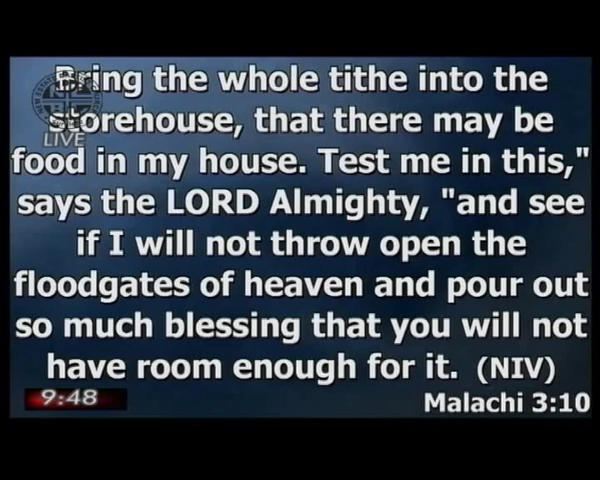 Bring the whole tithe into the
storehouse, that there may be
LIVE
food in my house. Test me in this,"
says the LORD Almighty, "and see
if I will not throw open the
floodgates of heaven and pour out
so much blessing that you will not
have room enough for it. (NIV)
9:48
Malachi 3:10